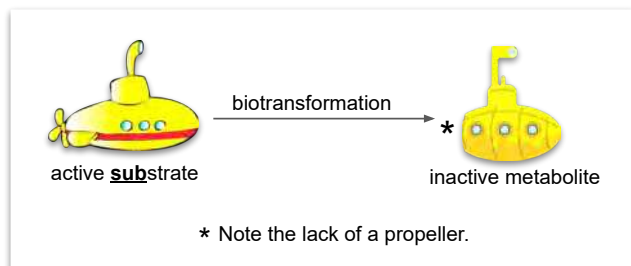 biotransformation
*
active substrate
inactive metabolite
* Note the lack of a propeller.